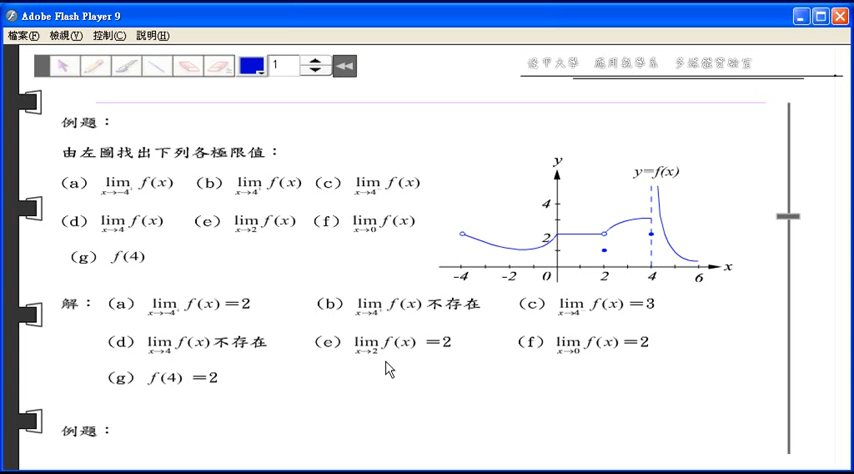 Adobe Flash Player 9
檔案(F) 檢視(V) 控制(C) 說明(H)
1
逢甲大學 應用數學系 多媒體實驗室
例題：
由左圖找出下列各極限值：
(a) lim x→-4⁺ f(x) (b) lim x→4⁺ f(x) (c) lim x→4⁻ f(x)
(d) lim x→4 f(x) (e) lim x→2 f(x) (f) lim x→0 f(x)
(g) f(4)
y
y=f(x)
4
2
-4 -2 0 2 4 6 x
解：(a) lim x→-4⁺ f(x)=2 (b) lim x→4⁺ f(x)不存在 (c) lim x→4⁻ f(x)=3
(d) lim x→4 f(x)不存在 (e) lim x→2 f(x) =2 (f) lim x→0 f(x)=2
(g) f(4) =2
例題：